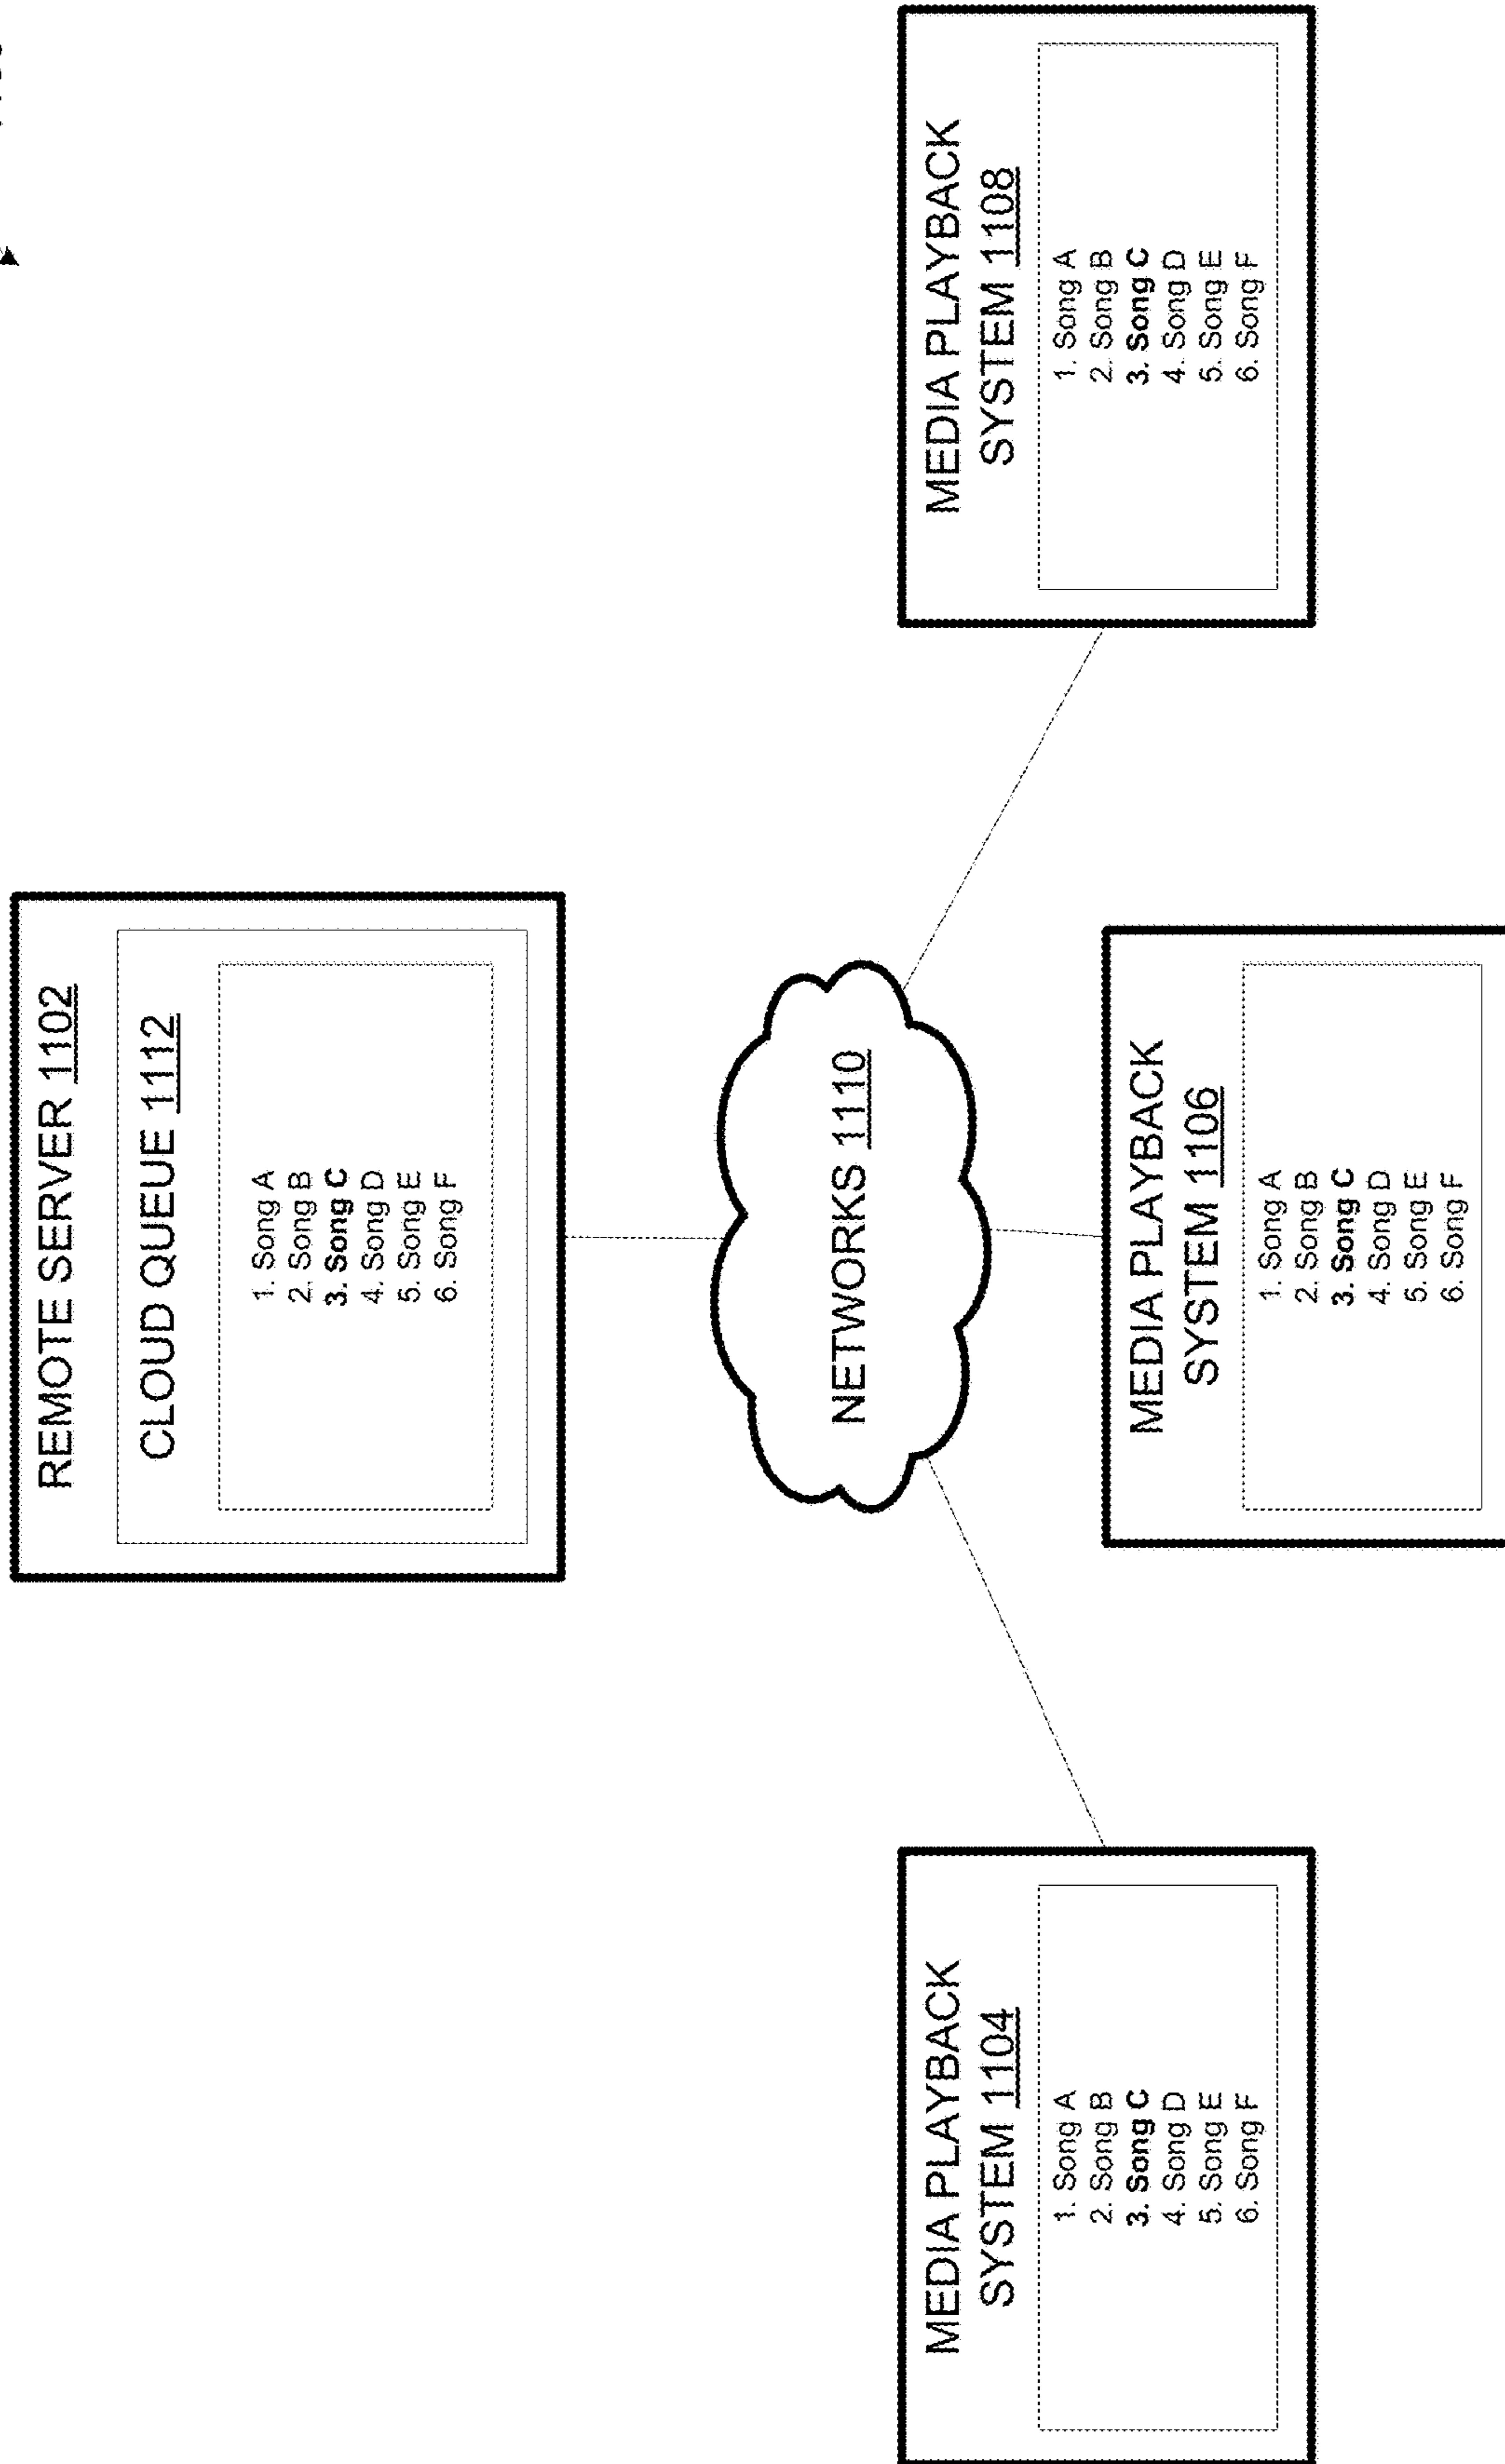 REMOTE SERVER 1102
CLOUD QUEUE 1112
1. Song A
2. Song B
3. Song C
4. Song D
5. Song E
6. Song F
NETWORKS 1110
MEDIA PLAYBACK
SYSTEM 1104
1. Song A
2. Song B
3. Song C
4. Song D
5. Song E
6. Song F
MEDIA PLAYBACK
SYSTEM 1106
1. Song A
2. Song B
3. Song C
4. Song D
5. Song E
6. Song F
MEDIA PLAYBACK
SYSTEM 1108
1. Song A
2. Song B
3. Song C
4. Song D
5. Song E
6. Song F